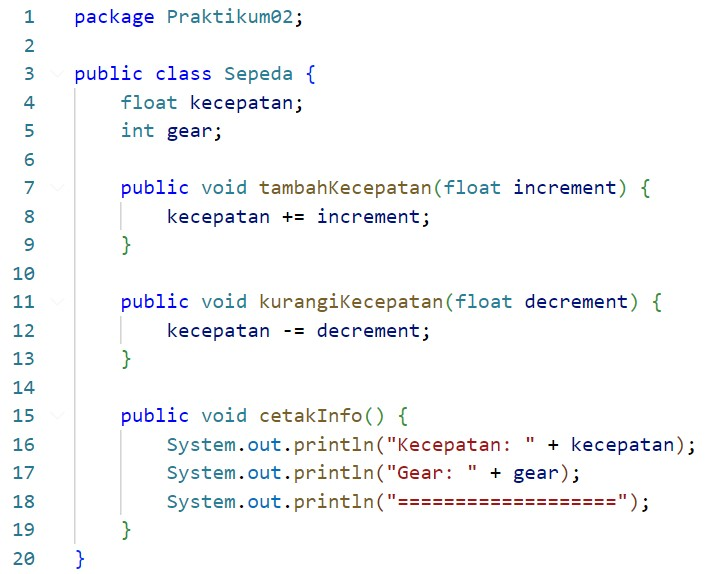 1 package Praktikum02;
2
3 public class Sepeda {
4     float kecepatan;
5     int gear;
6
7     public void tambahKecepatan(float increment) {
8         kecepatan += increment;
9     }
10
11     public void kurangiKecepatan(float decrement) {
12         kecepatan -= decrement;
13     }
14
15     public void cetakInfo() {
16         System.out.println("Kecepatan: " + kecepatan);
17         System.out.println("Gear: " + gear);
18         System.out.println("===================");
19     }
20 }